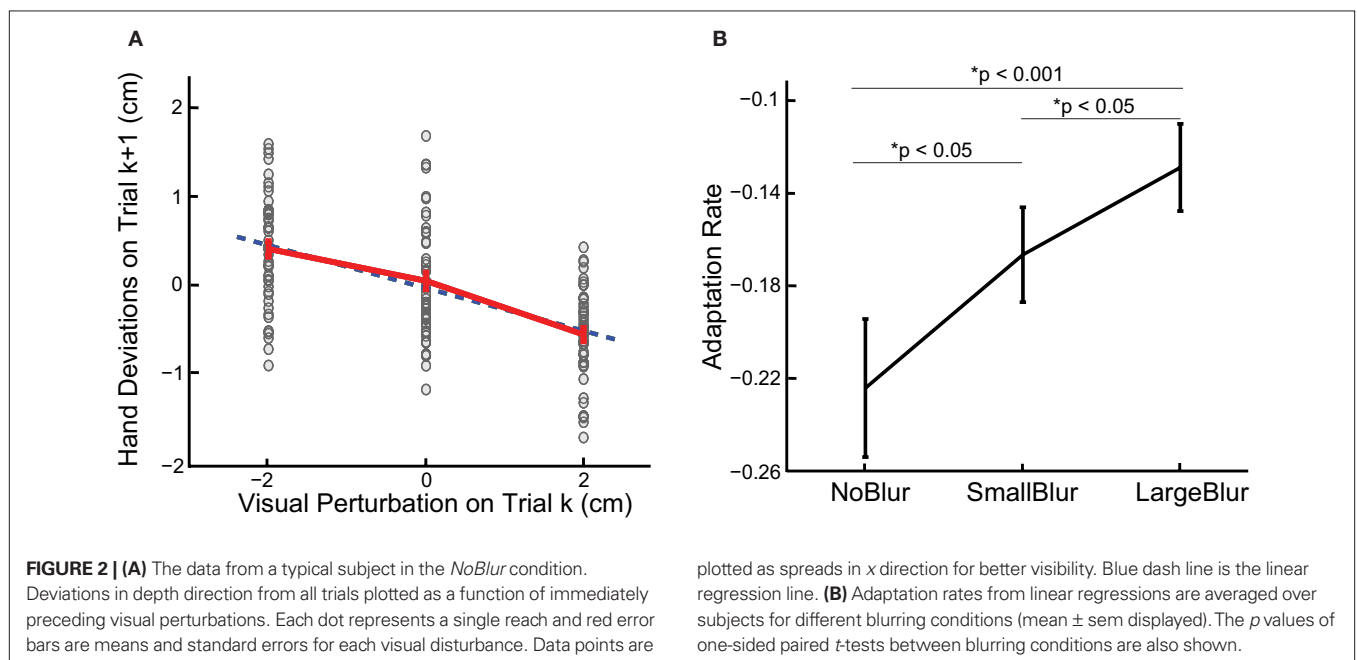 A
Hand Deviations on Trial k+1 (cm)
2
1
0
−1
−2
−2
0
2
Visual Perturbation on Trial k (cm)
B
Adaptation Rate
−0.1
−0.14
−0.18
−0.22
−0.26
*p < 0.001
*p < 0.05
*p < 0.05
NoBlur
SmallBlur
LargeBlur
FIGURE 2 | (A) The data from a typical subject in the NoBlur condition.
Deviations in depth direction from all trials plotted as a function of immediately
preceding visual perturbations. Each dot represents a single reach and red error
bars are means and standard errors for each visual disturbance. Data points are
plotted as spreads in x direction for better visibility. Blue dash line is the linear
regression line. (B) Adaptation rates from linear regressions are averaged over
subjects for different blurring conditions (mean ± sem displayed). The p values of
one-sided paired t-tests between blurring conditions are also shown.